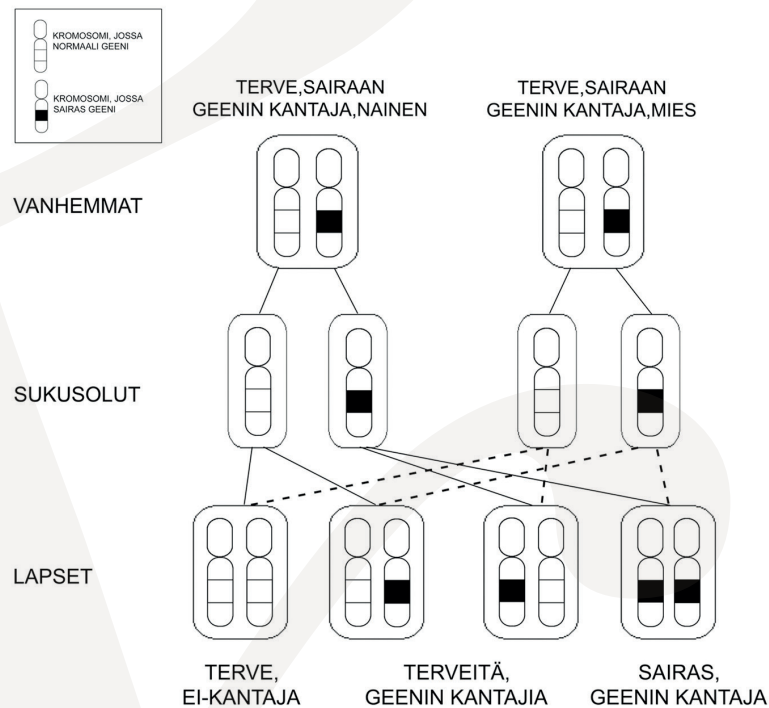 KROMOSOMI, JOSSA
NORMAALI GEENI
KROMOSOMI, JOSSA
SAIRAS GEENI
TERVE,SAIRAAN
GEENIN KANTAJA,NAINEN
TERVE,SAIRAAN
GEENIN KANTAJA,MIES
VANHEMMAT
SUKUSOLUT
LAPSET
TERVE,
EI-KANTAJA
TERVEITÄ,
GEENIN KANTAJIA
SAIRAS,
GEENIN KANTAJA